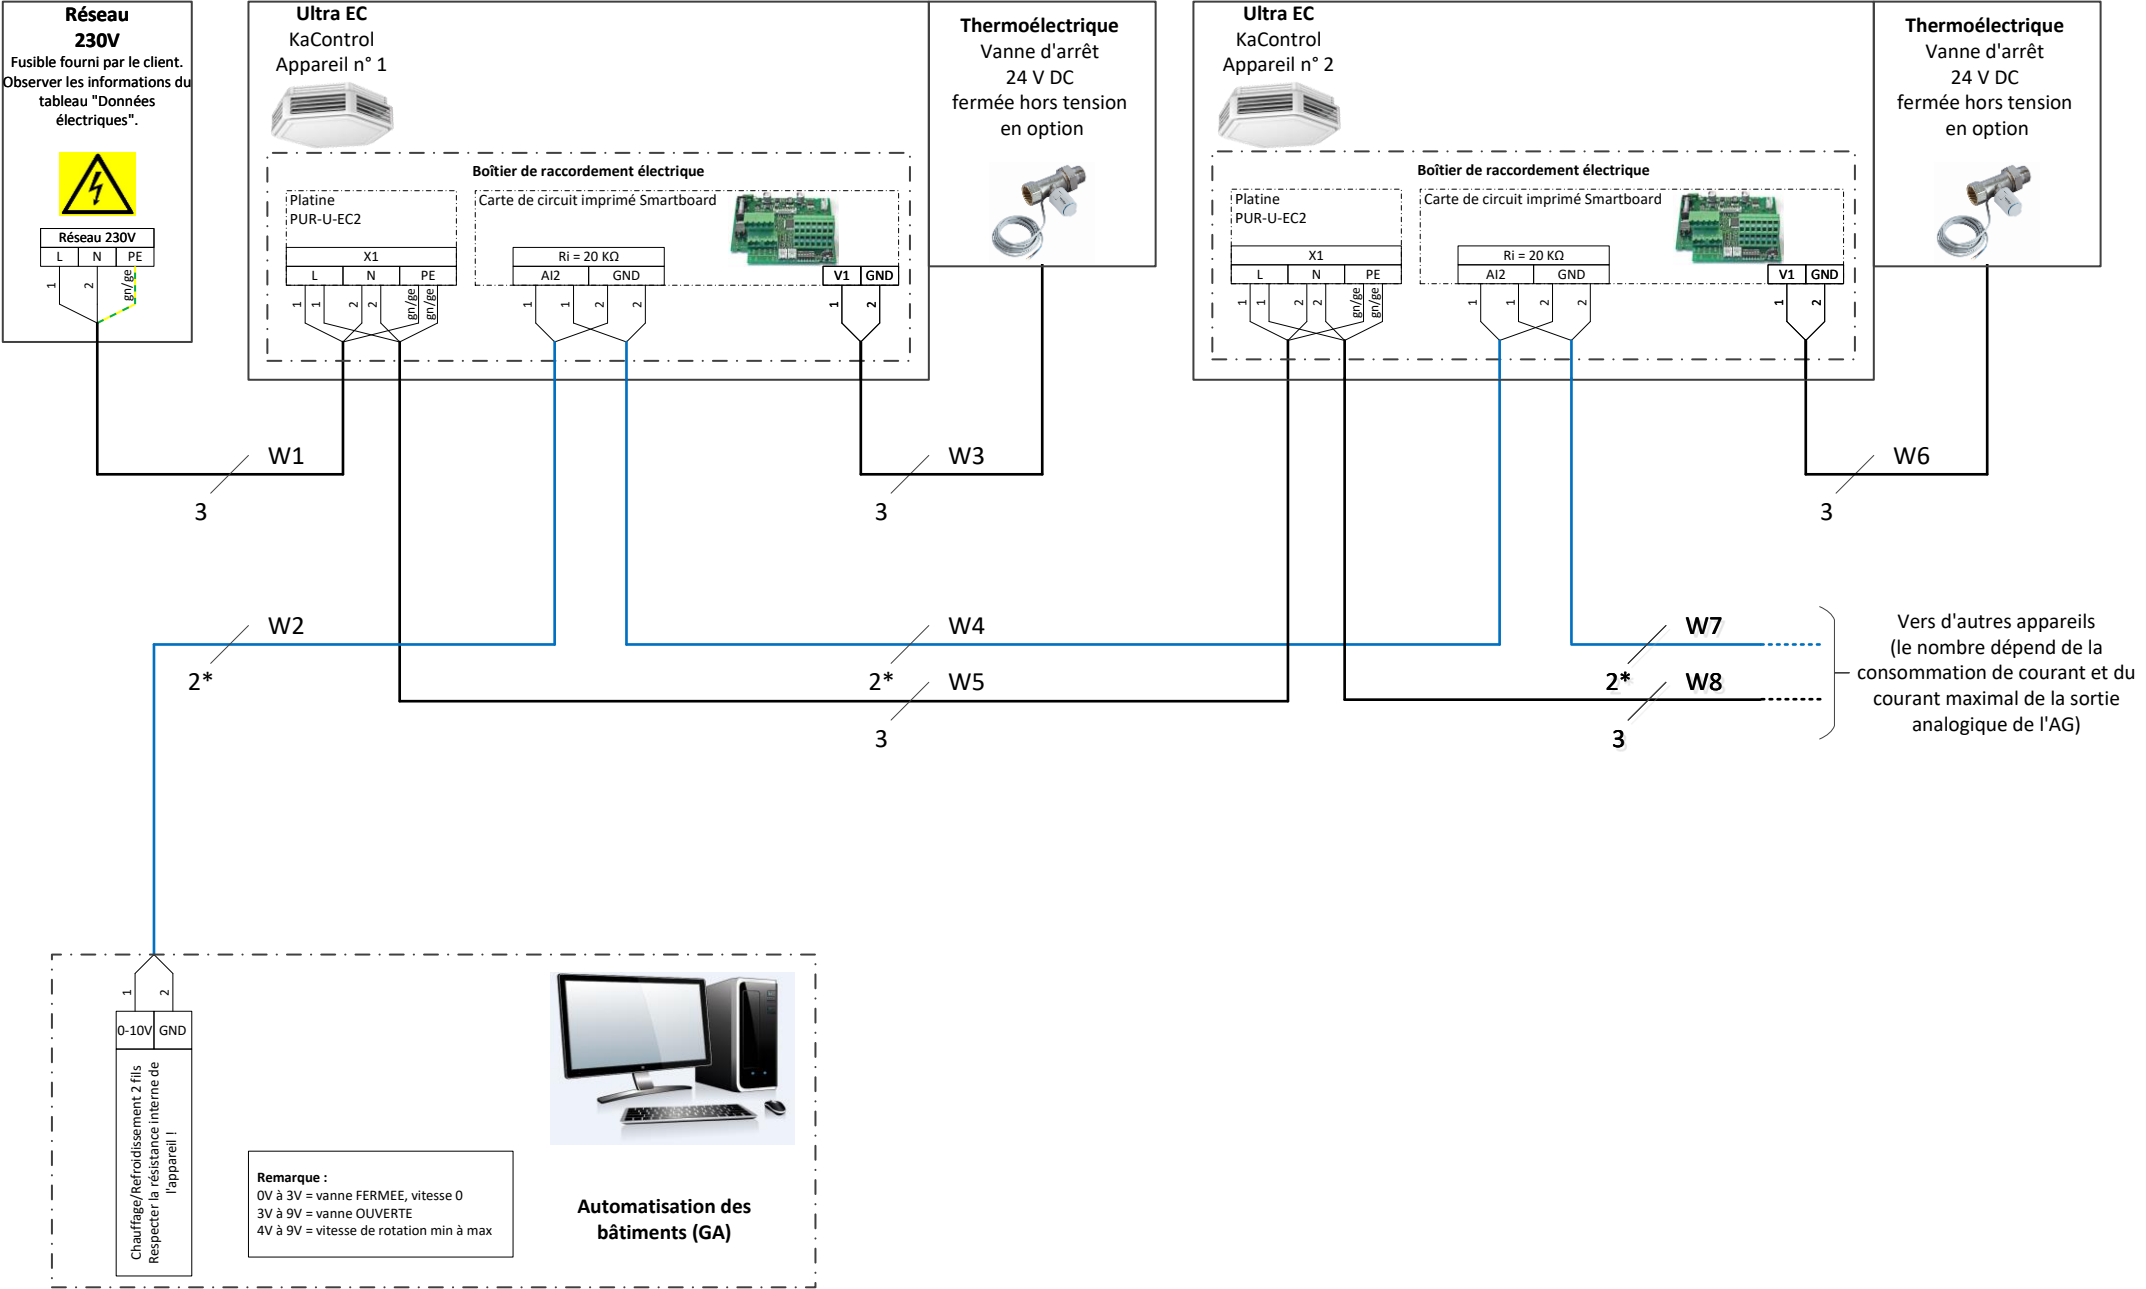 Réseau
230V
Fusible fourni par le client.
Observer les informations du
tableau "Données
électriques".
Réseau 230V
L N PE
1 2 gn/ge
Ultra EC
KaControl
Appareil n° 1
Boîtier de raccordement électrique
Platine
PUR-U-EC2
X1
L N PE
1 1 2 2 gn/ge gn/ge
Carte de circuit imprimé Smartboard
Ri = 20 KΩ
AI2 GND
1 1 2 2
V1 GND
1 2
Thermoélectrique
Vanne d'arrêt
24 V DC
fermée hors tension
en option
Ultra EC
KaControl
Appareil n° 2
Boîtier de raccordement électrique
Platine
PUR-U-EC2
X1
L N PE
1 1 2 2 gn/ge gn/ge
Carte de circuit imprimé Smartboard
Ri = 20 KΩ
AI2 GND
1 1 2 2
V1 GND
1 2
Thermoélectrique
Vanne d'arrêt
24 V DC
fermée hors tension
en option
W1
3
W3
3
W6
3
W2
2*
W4
2*
W5
3
W7
2*
W8
3
Vers d'autres appareils
(le nombre dépend de la
consommation de courant et du
courant maximal de la sortie
analogique de l'AG)
1 2
0-10V GND
Chauffage/Refroidissement 2 fils
Respecter la résistance interne de
l'appareil !
Remarque :
0V à 3V = vanne FERMEE, vitesse 0
3V à 9V = vanne OUVERTE
4V à 9V = vitesse de rotation min à max
Automatisation des
bâtiments (GA)